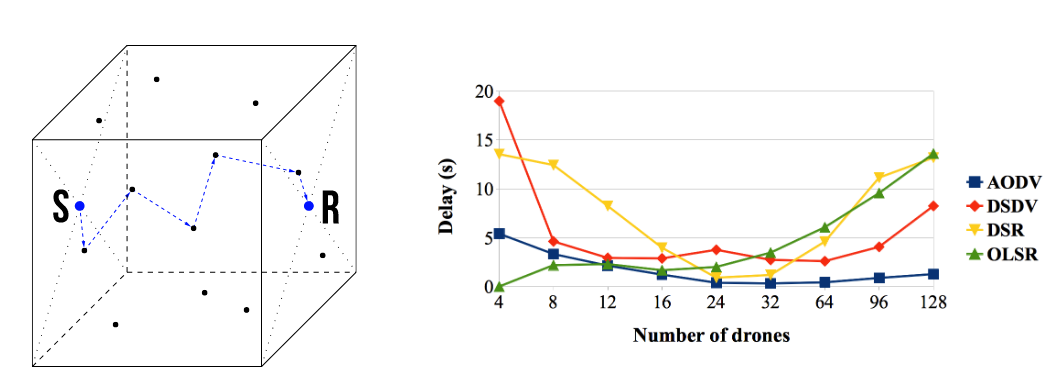 S
R
Delay (s)
20
15
10
5
0
4 8 12 16 24 32 64 96 128
Number of drones
AODV
DSDV
DSR
OLSR